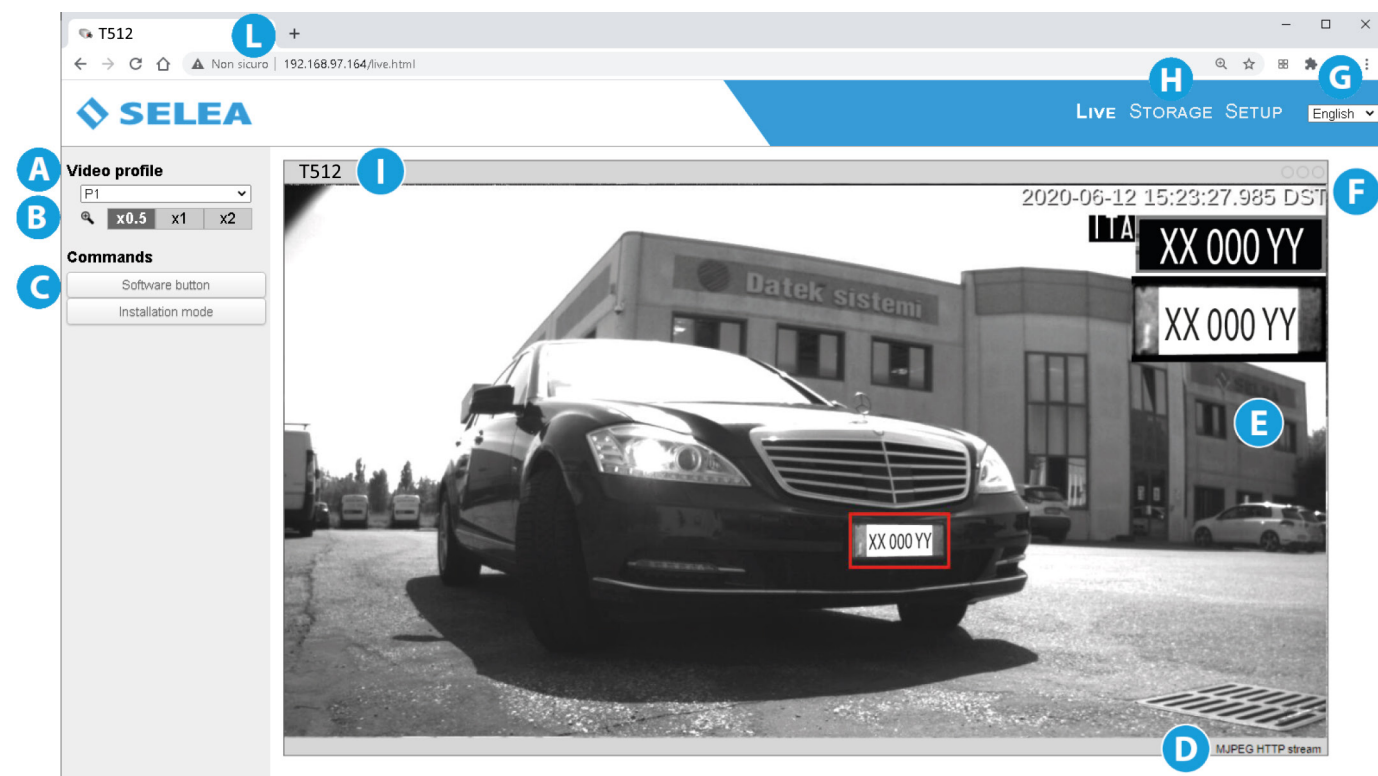 T512
L
+
Non sicuro | 192.168.97.164/live.html
H
G
SELEA
LIVE STORAGE SETUP English
A
Video profile
T512
I
P1
F
2020-06-12 15:23:27.985 DST
B
x0.5 x1 x2
ITA
XX 000 YY
Commands
C
Software button
Installation mode
Datek sistemi
XX 000 YY
SELEA
E
XX 000 YY
D
MJPEG HTTP stream